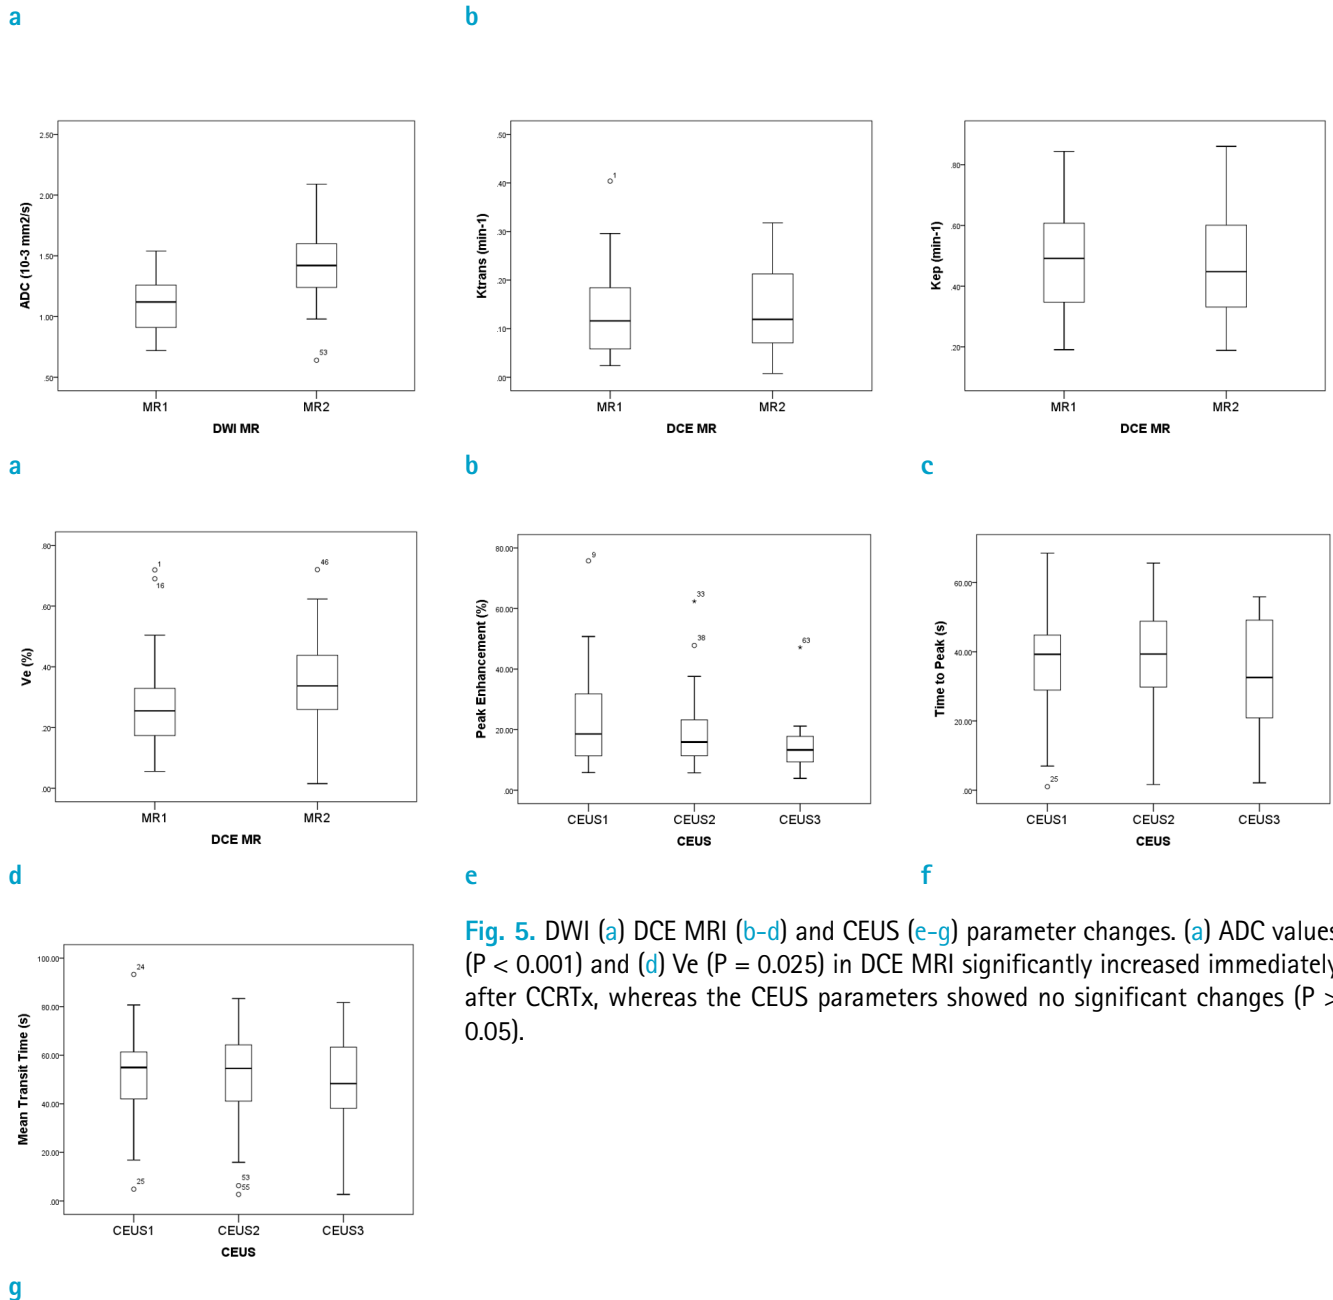 a
b
2.50
2.00
1.50
1.00
.50
ADC (10-3 mm2/s)
53
MR1
MR2
DWI MR
.50
.40
.30
.20
.10
.00
Ktrans (min-1)
1
MR1
MR2
DCE MR
.80
.60
.40
.20
Kep (min-1)
MR1
MR2
DCE MR
a
b
c
.80
.60
.40
.20
.00
Ve (%)
1
16
46
MR1
MR2
DCE MR
80.00
60.00
40.00
20.00
.00
Peak Enhancement (%)
9
33
38
63
CEUS1
CEUS2
CEUS3
CEUS
60.00
40.00
20.00
.00
Time to Peak (s)
25
CEUS1
CEUS2
CEUS3
CEUS
d
e
f
100.00
80.00
60.00
40.00
20.00
.00
Mean Transit Time (s)
24
25
53
55
CEUS1
CEUS2
CEUS3
CEUS
g
Fig. 5. DWI (a) DCE MRI (b-d) and CEUS (e-g) parameter changes. (a) ADC values
(P < 0.001) and (d) Ve (P = 0.025) in DCE MRI significantly increased immediately
after CCRTx, whereas the CEUS parameters showed no significant changes (P >
0.05).